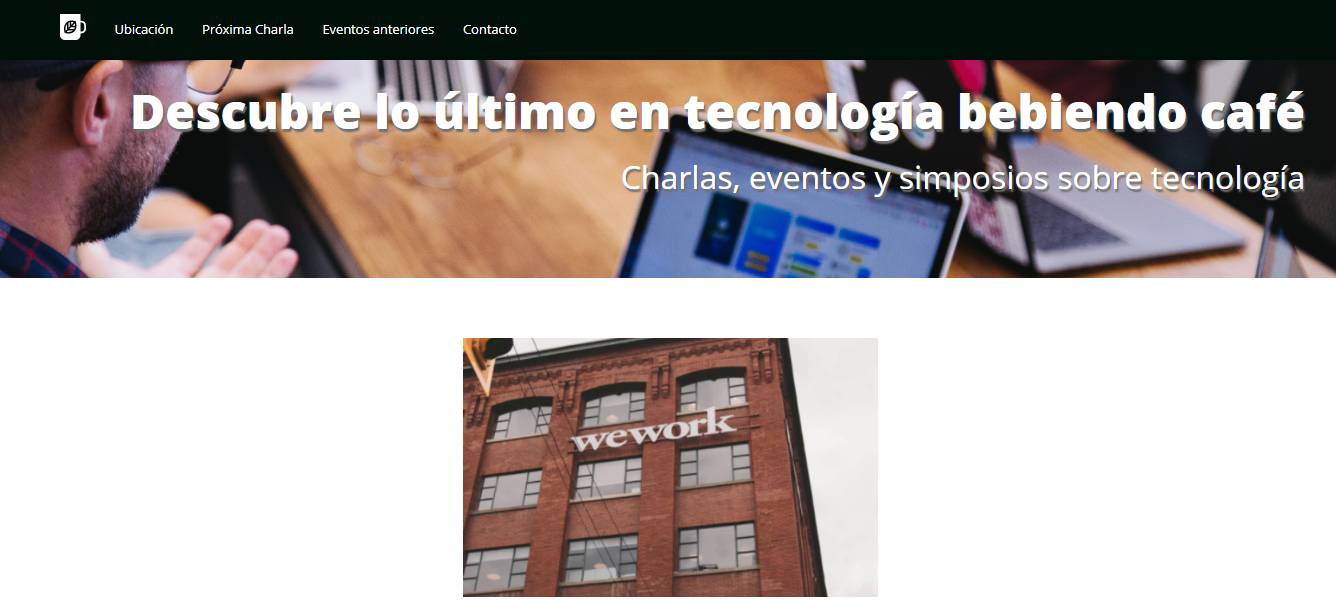 Ubicación Próxima Charla Eventos anteriores Contacto
Descubre lo último en tecnología bebiendo café
Charlas, eventos y simposios sobre tecnología
wework